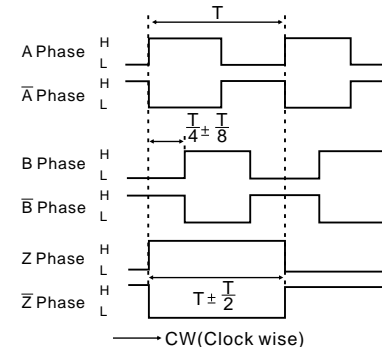 T
H
A Phase
L
H
A̅ Phase
L
T/4 ± T/8
H
B Phase
L
H
B̅ Phase
L
H
Z Phase
L
H
Z̅ Phase
L
T ± T/2
CW(Clock wise)